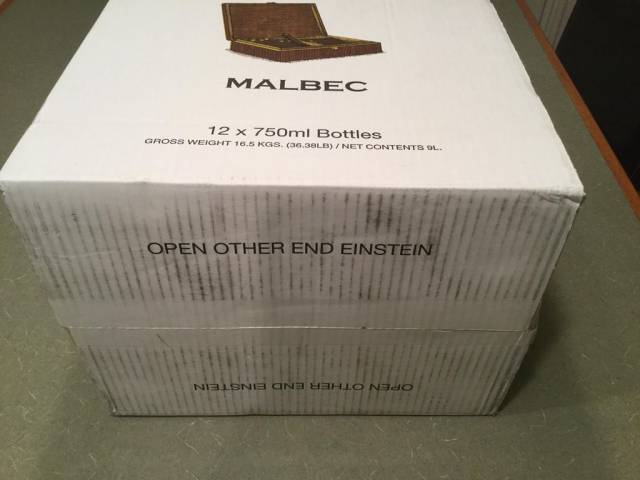 MALBEC
12 x 750ml Bottles
GROSS WEIGHT 16.5 KGS. (36.38LB) / NET CONTENTS 9L.
OPEN OTHER END EINSTEIN
OPEN OTHER END EINSTEIN